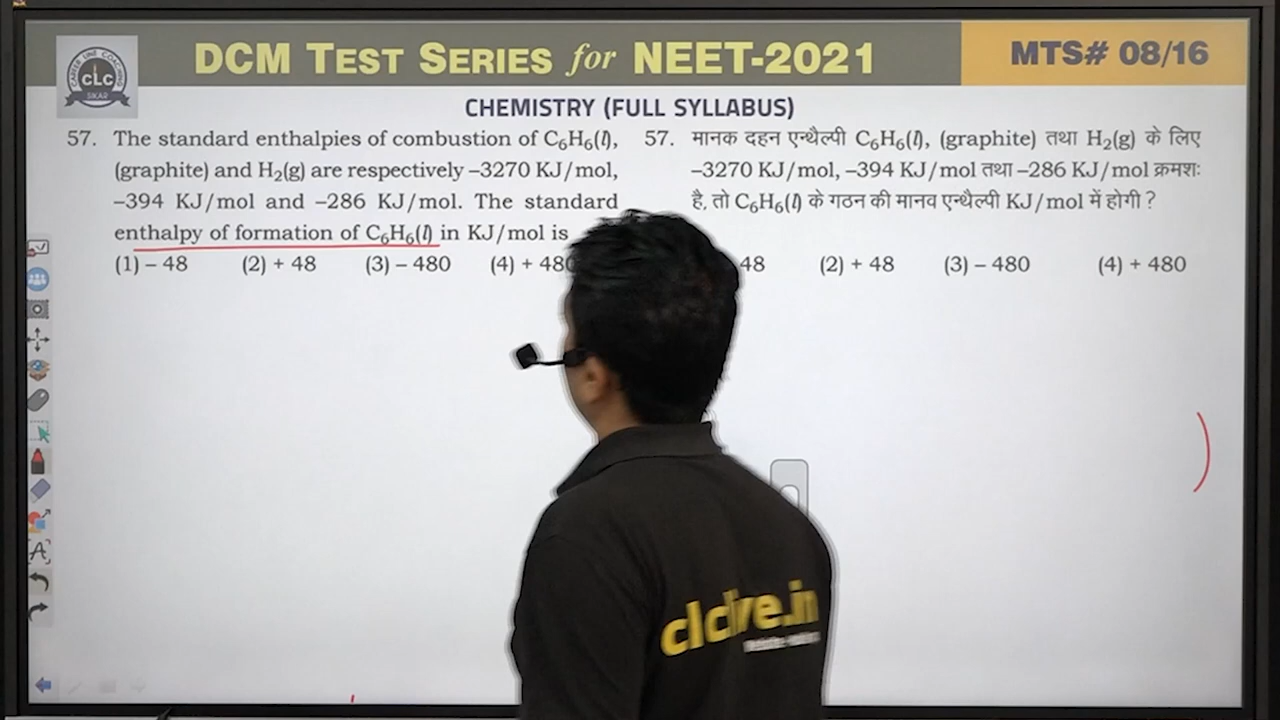 DCM TEST SERIES for NEET-2021
MTS# 08/16
CAREER LINE COACHING
CLC
SIKAR
CHEMISTRY (FULL SYLLABUS)
57. The standard enthalpies of combustion of C₆H₆(l),
(graphite) and H₂(g) are respectively –3270 KJ/mol,
–394 KJ/mol and –286 KJ/mol. The standard
enthalpy of formation of C₆H₆(l) in KJ/mol is
(1) – 48 (2) + 48 (3) – 480 (4) + 480
57. मानक दहन एन्थैल्पी C₆H₆(l), (graphite) तथा H₂(g) के लिए
–3270 KJ/mol, –394 KJ/mol तथा –286 KJ/mol क्रमशः
है, तो C₆H₆(l) के गठन की मानव एन्थैल्पी KJ/mol में होगी ?
48 (2) + 48 (3) – 480 (4) + 480
clclive.in